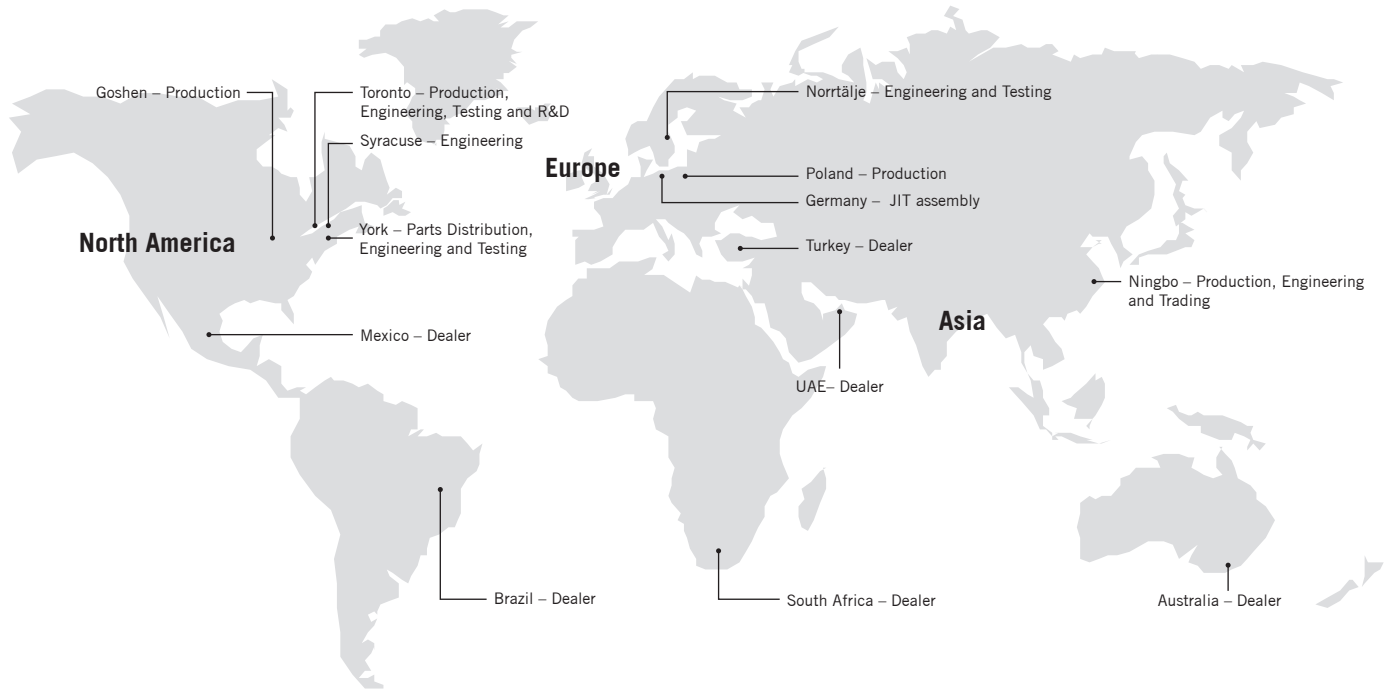 Goshen – Production
Toronto – Production,
Engineering, Testing and R&D
Syracuse – Engineering
North America
York – Parts Distribution,
Engineering and Testing
Mexico – Dealer
Brazil – Dealer
Europe
Norrtälje – Engineering and Testing
Poland – Production
Germany – JIT assembly
Turkey – Dealer
Asia
Ningbo – Production, Engineering
and Trading
UAE– Dealer
South Africa – Dealer
Australia – Dealer